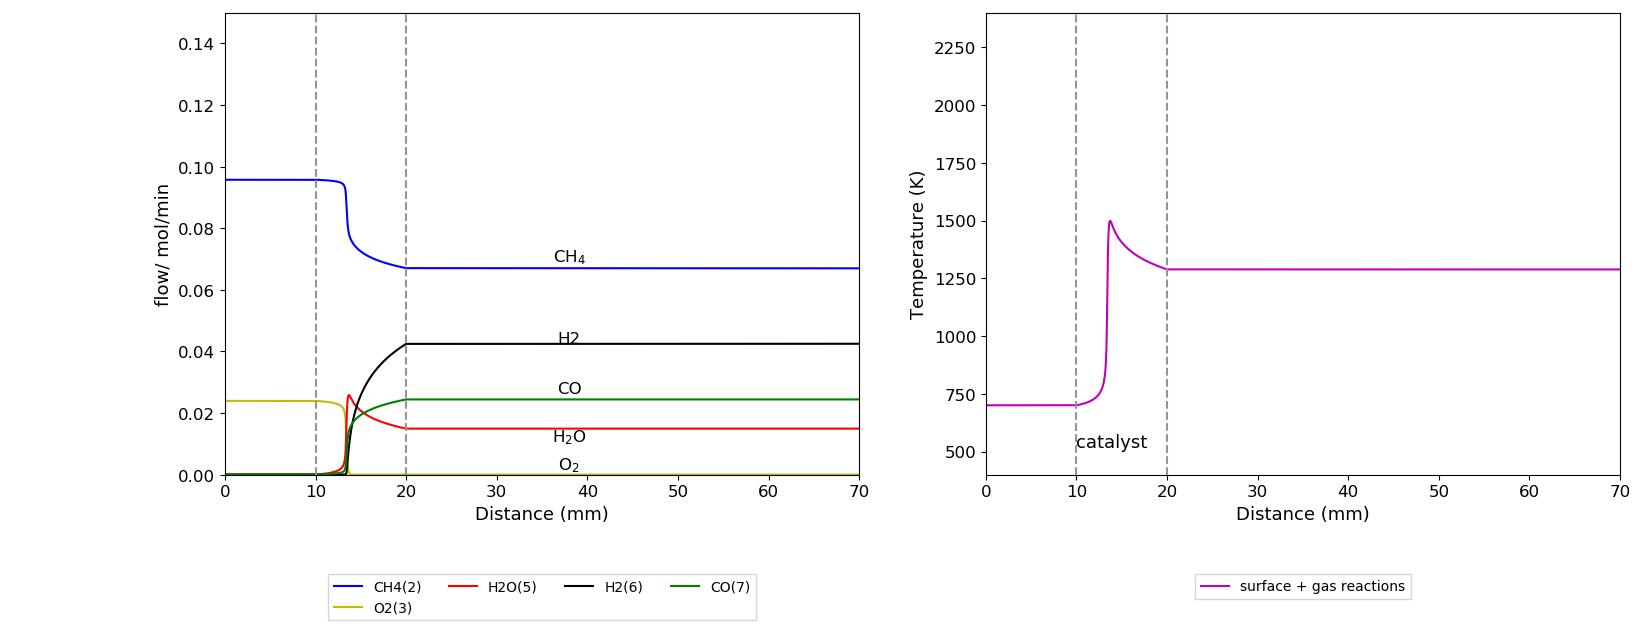 flow/ mol/min
0.14
0.12
0.10
0.08
0.06
0.04
0.02
0.00
CH₄
H2
CO
H₂O
O₂
0 10 20 30 40 50 60 70
Distance (mm)
CH4(2) H2O(5) H2(6) CO(7)
O2(3)
Temperature (K)
2250
2000
1750
1500
1250
1000
750
500
catalyst
0 10 20 30 40 50 60 70
Distance (mm)
surface + gas reactions